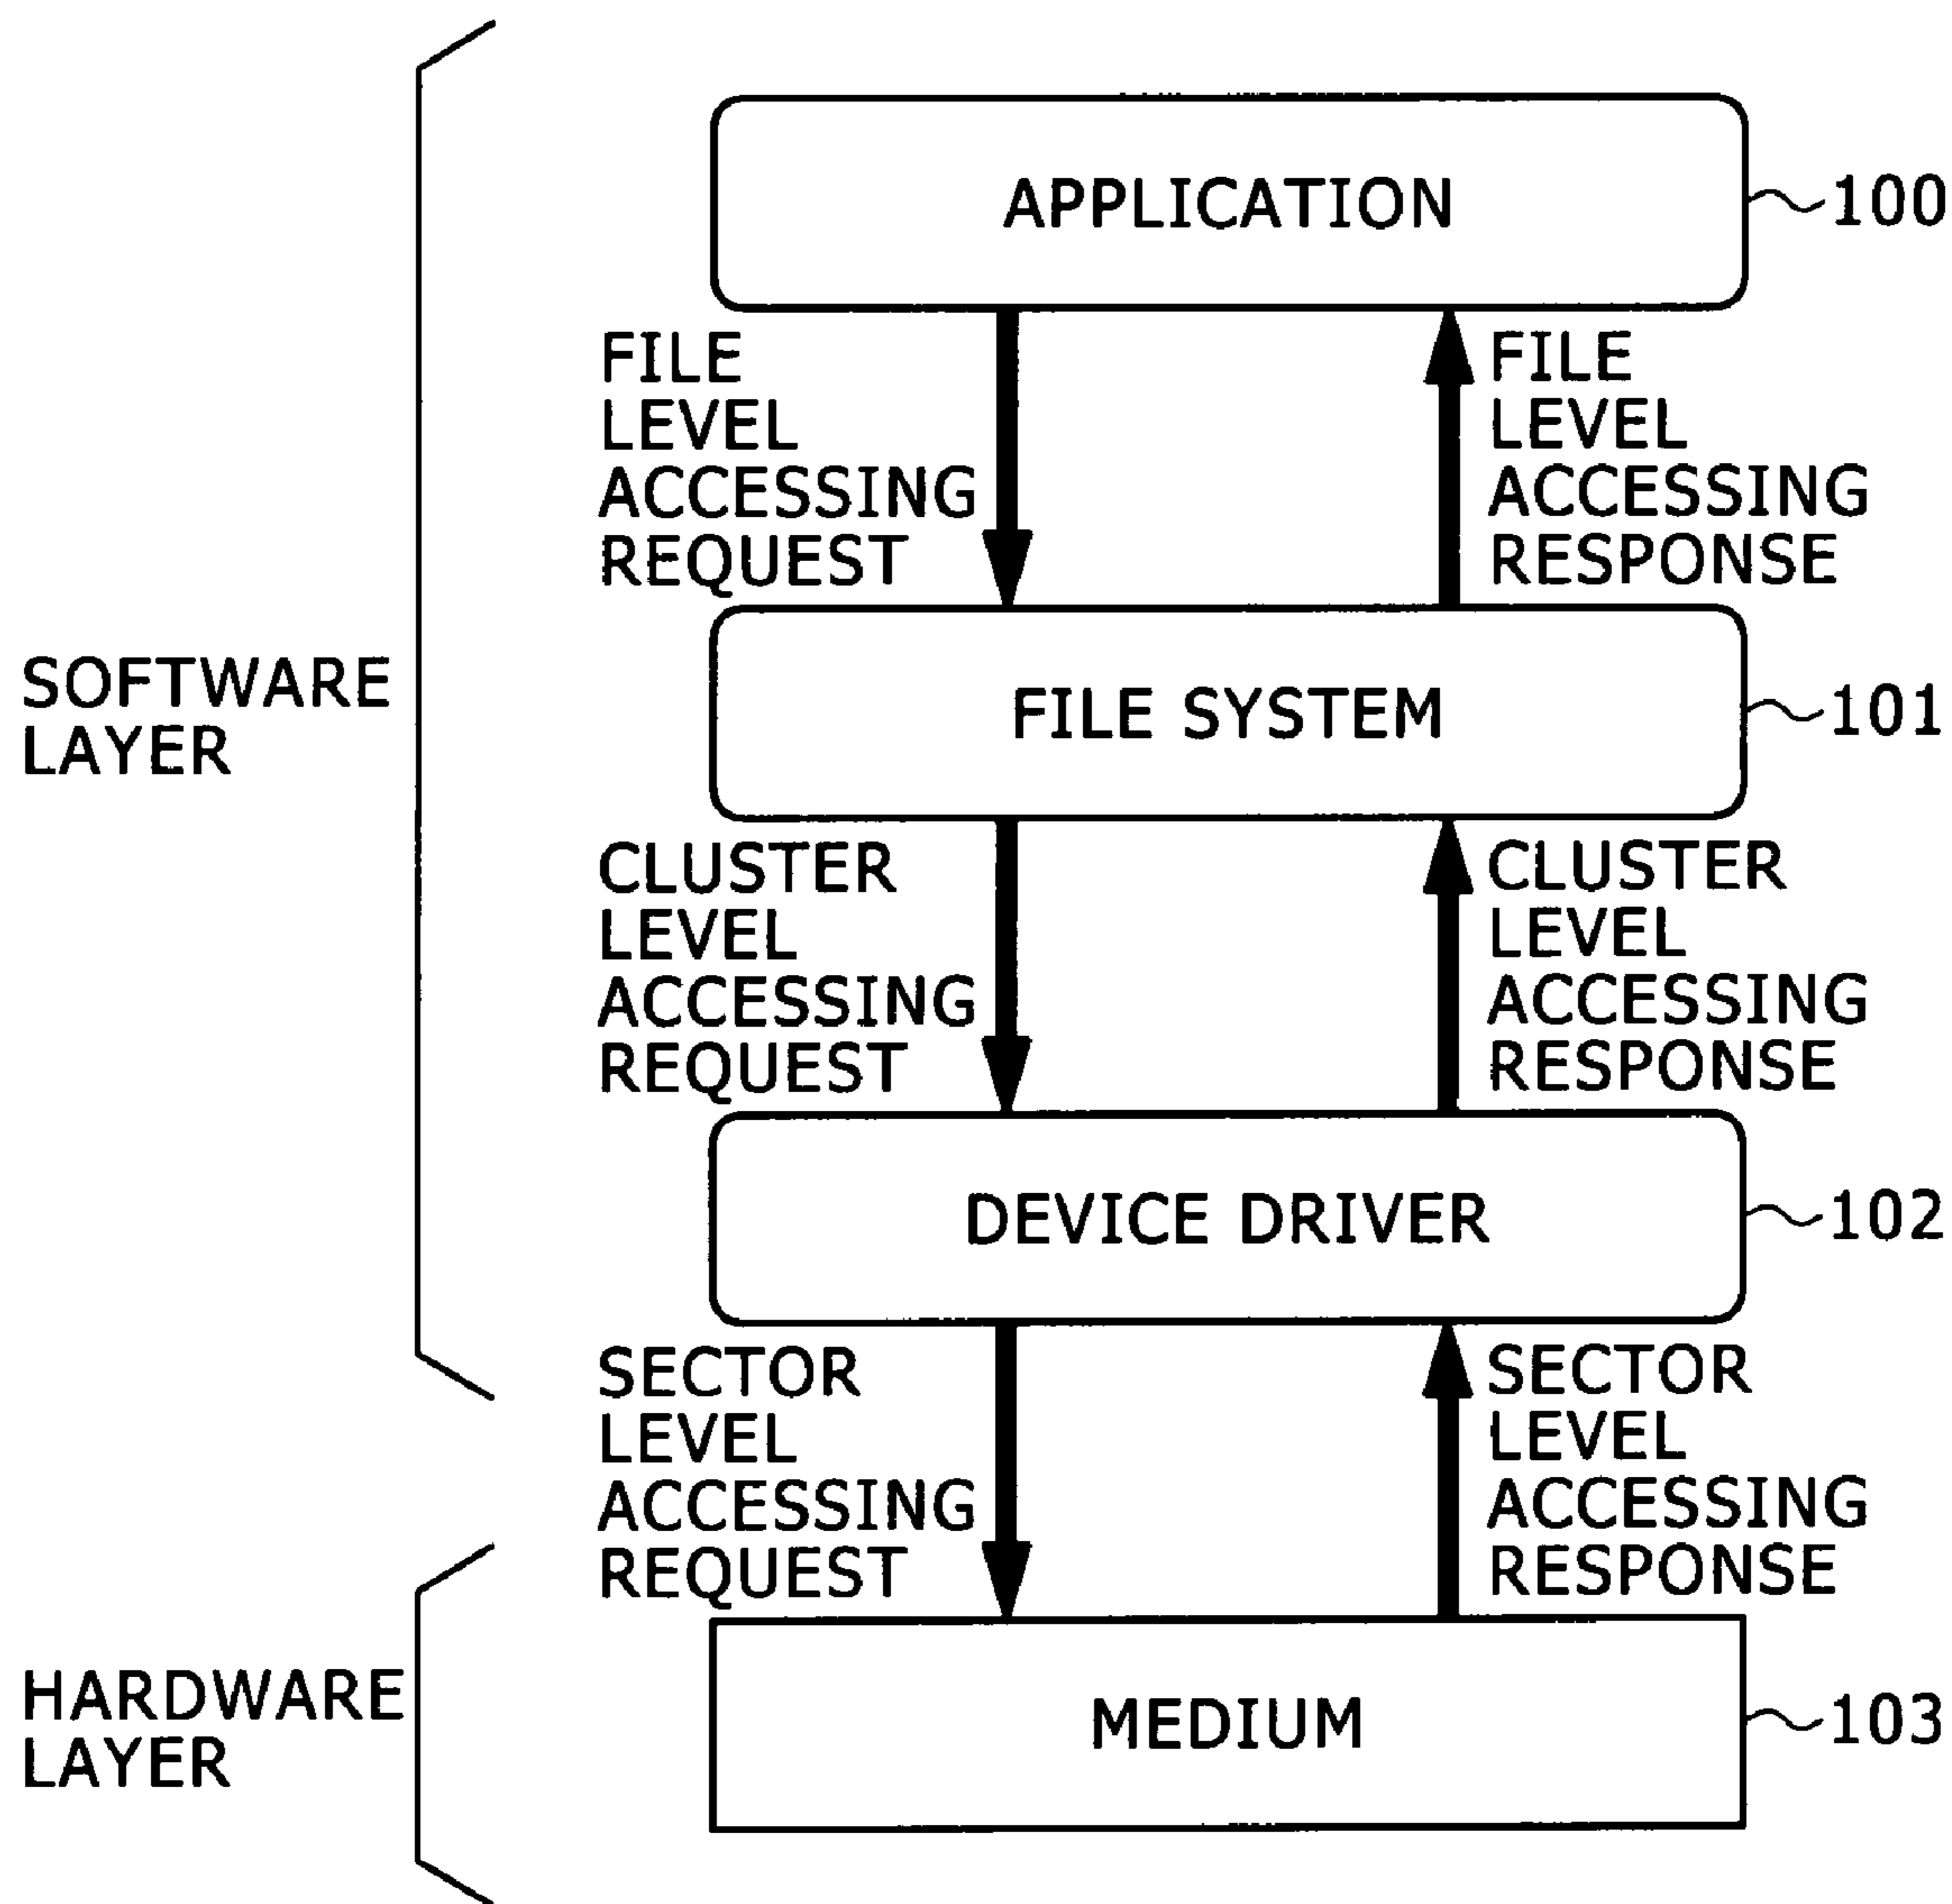 APPLICATION
100
FILE
LEVEL
ACCESSING
REQUEST
FILE
LEVEL
ACCESSING
RESPONSE
SOFTWARE
LAYER
FILE SYSTEM
101
CLUSTER
LEVEL
ACCESSING
REQUEST
CLUSTER
LEVEL
ACCESSING
RESPONSE
DEVICE DRIVER
102
SECTOR
LEVEL
ACCESSING
REQUEST
SECTOR
LEVEL
ACCESSING
RESPONSE
HARDWARE
LAYER
MEDIUM
103